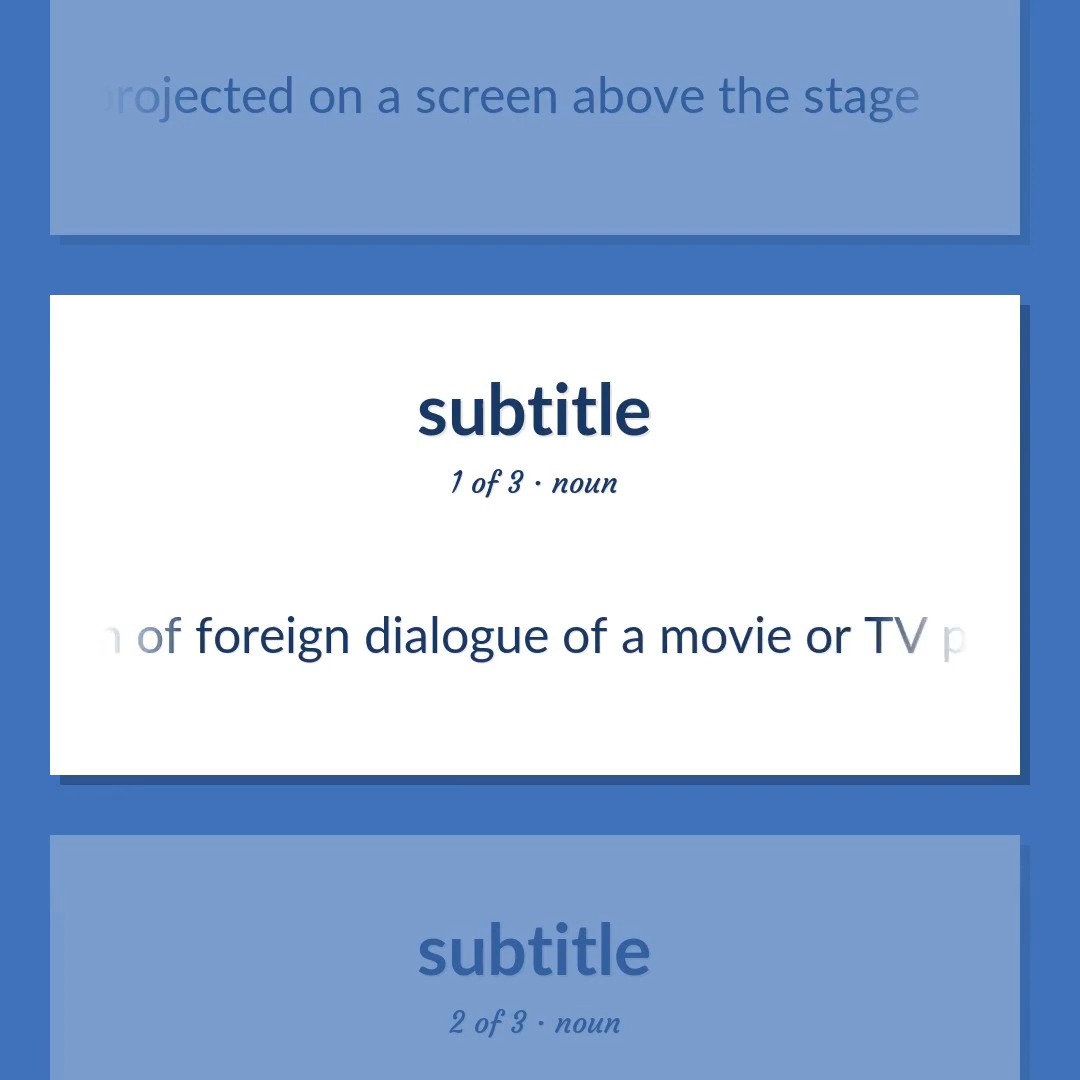 rojected on a screen above the stage
subtitle
1 of 3 · noun
n of foreign dialogue of a movie or TV p
subtitle
2 of 3 · noun